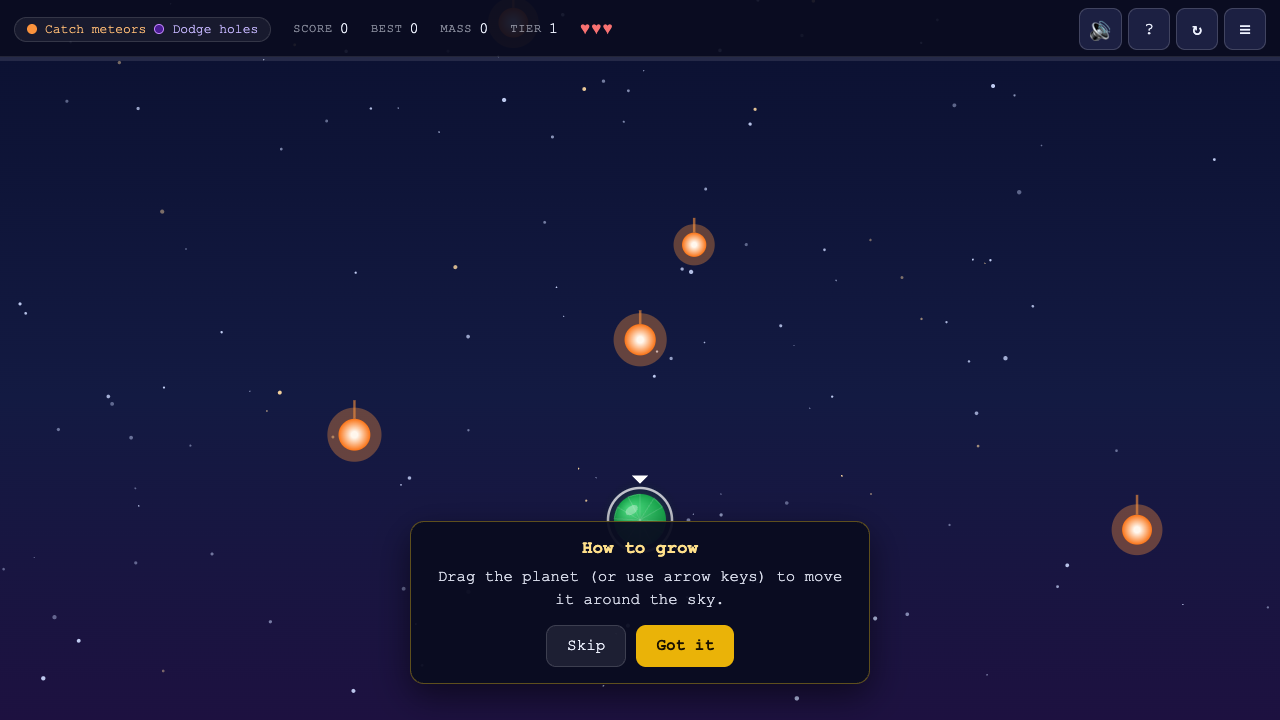 Catch meteors Dodge holes SCORE 0 BEST 0 MASS 0 TIER 1 ♥♥♥ ? ↻ ≡
How to grow
Drag the planet (or use arrow keys) to move
it around the sky.
Skip Got it